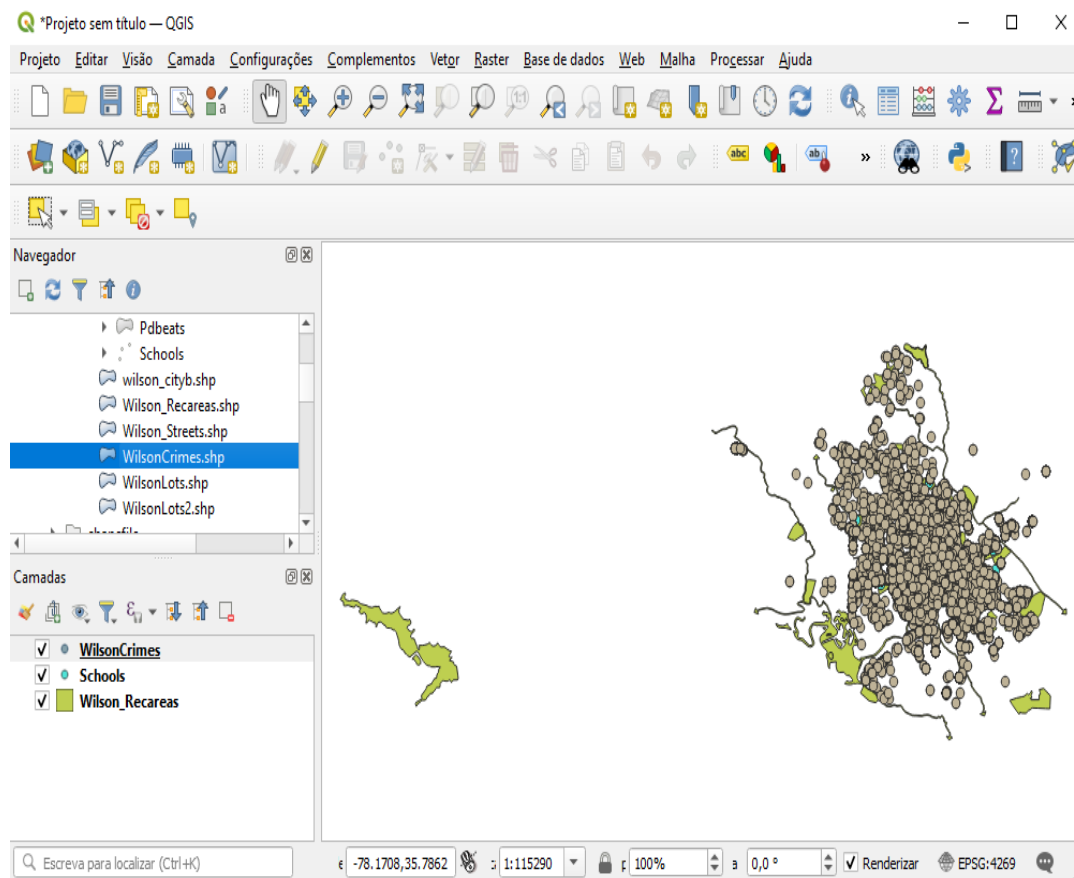 *Projeto sem título — QGIS
Projeto Editar Visão Camada Configurações Complementos Vetor Raster Base de dados Web Malha Processar Ajuda
Navegador
Pdbeats
Schools
wilson_cityb.shp
Wilson_Recareas.shp
Wilson_Streets.shp
WilsonCrimes.shp
WilsonLots.shp
WilsonLots2.shp
Camadas
WilsonCrimes
Schools
Wilson_Recareas
Escreva para localizar (Ctrl+K) -78.1708,35.7862 1:115290 100% a 0,0 ° Renderizar EPSG:4269